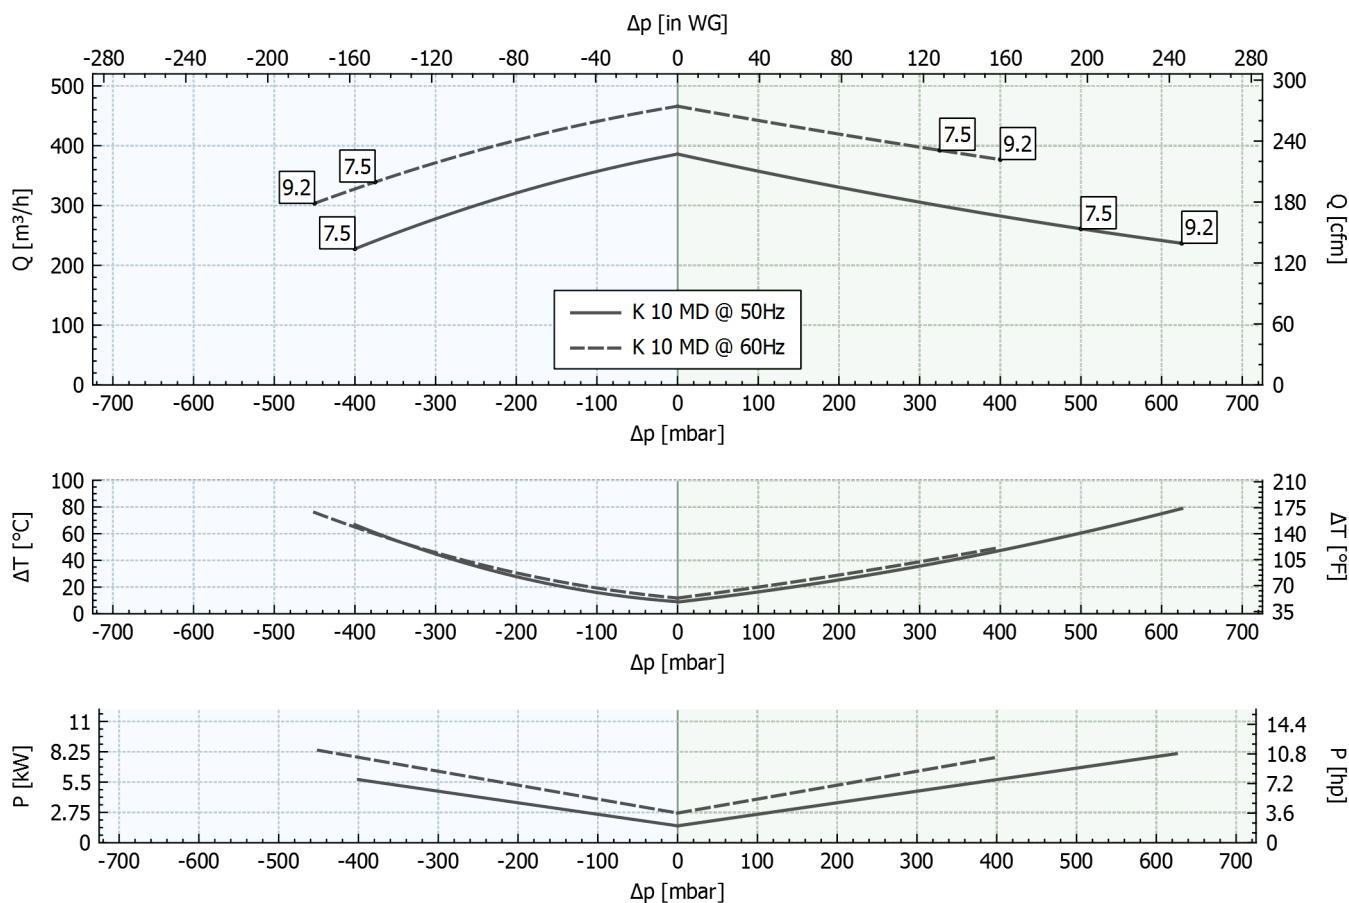 Δp [in WG]
-280 -240 -180 -160 -120 -80 -40 0 40 80 120 160 200 240 280
500 400 300 200 100 0
Q [m³/h]
300 240 180 120 60 0
Q [cfm]
9.2 7.5 7.5 7.5 9.2 7.5 9.2
K 10 MD @ 50Hz
K 10 MD @ 60Hz
-700 -600 -500 -400 -300 -200 -100 0 100 200 300 400 500 600 700
Δp [mbar]
100 80 60 40 20 0
ΔT [°C]
210 175 140 105 70 35
ΔT [°F]
-700 -600 -500 -400 -300 -200 -100 0 100 200 300 400 500 600 700
Δp [mbar]
11 8.25 5.5 2.75 0
P [kW]
14.4 10.8 7.2 3.6 0
P [hp]
-700 -600 -500 -400 -300 -200 -100 0 100 200 300 400 500 600 700
Δp [mbar]